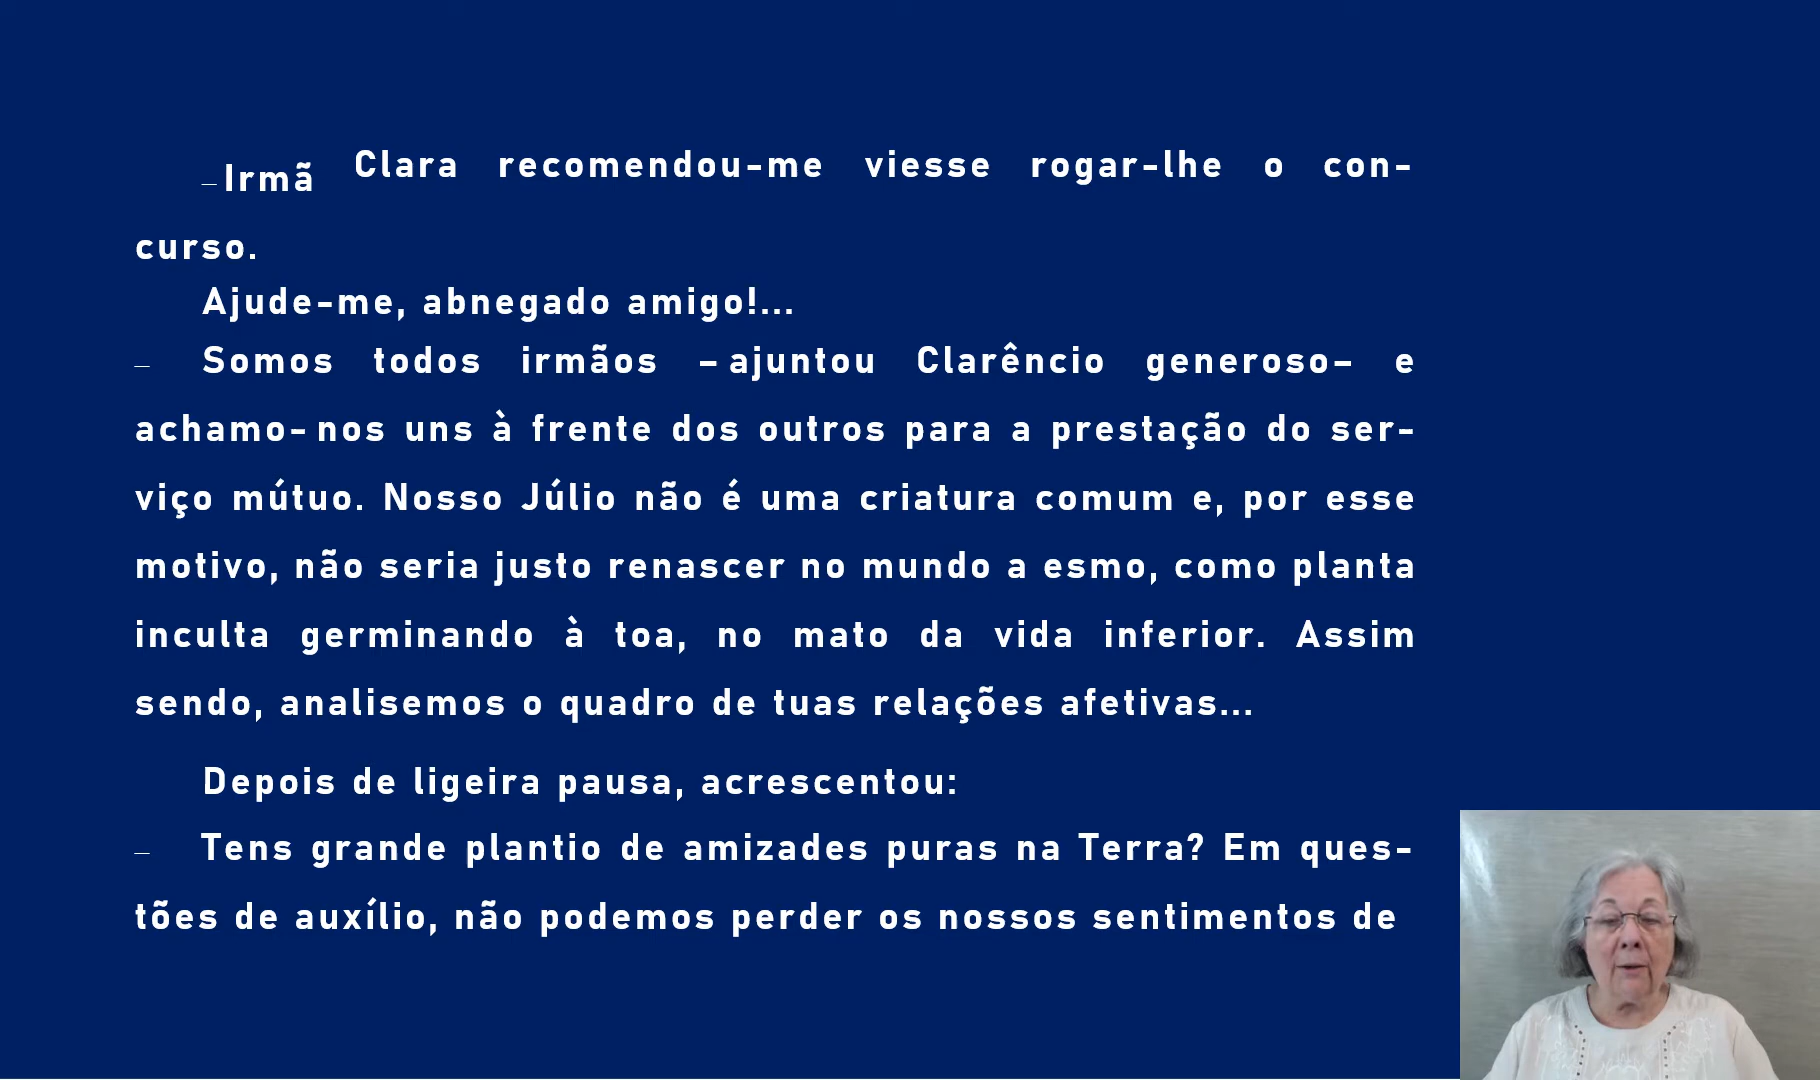 –Irmã Clara recomendou-me viesse rogar-lhe o con-
curso.
Ajude-me, abnegado amigo!...
– Somos todos irmãos –ajuntou Clarêncio generoso– e
achamo-nos uns à frente dos outros para a prestação do ser-
viço mútuo. Nosso Júlio não é uma criatura comum e, por esse
motivo, não seria justo renascer no mundo a esmo, como planta
inculta germinando à toa, no mato da vida inferior. Assim
sendo, analisemos o quadro de tuas relações afetivas...
Depois de ligeira pausa, acrescentou:
– Tens grande plantio de amizades puras na Terra? Em ques-
tões de auxílio, não podemos perder os nossos sentimentos de